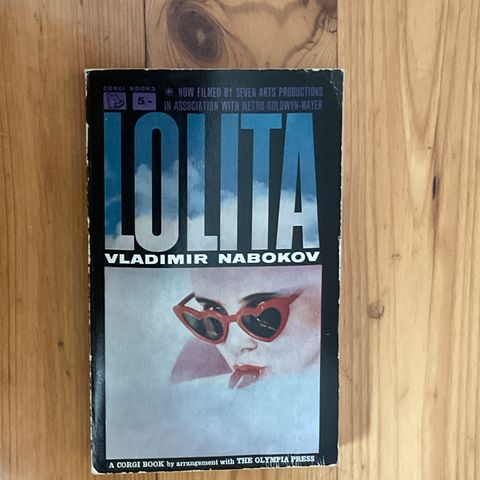 CORGI BOOKS
5/-
* NOW FILMED BY SEVEN ARTS PRODUCTIONS
IN ASSOCIATION WITH METRO-GOLDWYN-MAYER
LOLITA
VLADIMIR NABOKOV
A CORGI BOOK by arrangement with THE OLYMPIA PRESS